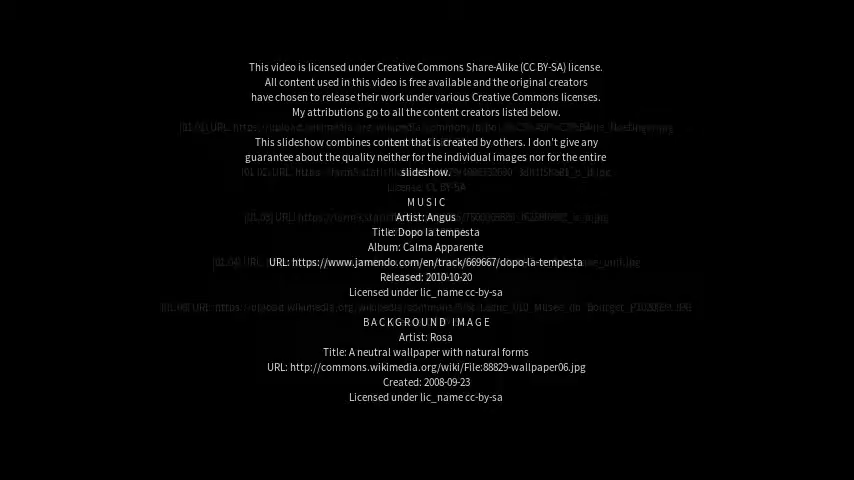 This video is licensed under Creative Commons Share-Alike (CC BY-SA) license.
All content used in this video is free available and the original creators
have chosen to release their work under various Creative Commons licenses.
My attributions go to all the content creators listed below.
This slideshow combines content that is created by others. I don't give any
guarantee about the quality neither for the individual images nor for the entire
slideshow.
License: CC BY-SA
M U S I C
Artist: Angus
Title: Dopo la tempesta
Album: Calma Apparente
URL: https://www.jamendo.com/en/track/669667/dopo-la-tempesta
Released: 2010-10-20
Licensed under lic_name cc-by-sa
B A C K G R O U N D I M A G E
Artist: Rosa
Title: A neutral wallpaper with natural forms
URL: http://commons.wikimedia.org/wiki/File:88829-wallpaper06.jpg
Created: 2008-09-23
Licensed under lic_name cc-by-sa